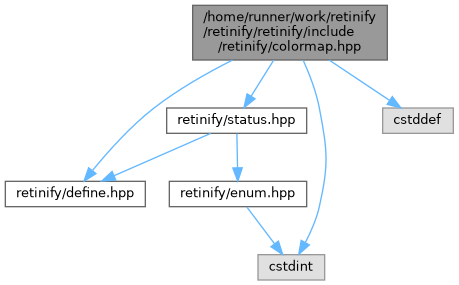 /home/runner/work/retinify
/retinify/retinify/include
/retinify/colormap.hpp
retinify/status.hpp
cstddef
retinify/define.hpp
retinify/enum.hpp
cstdint